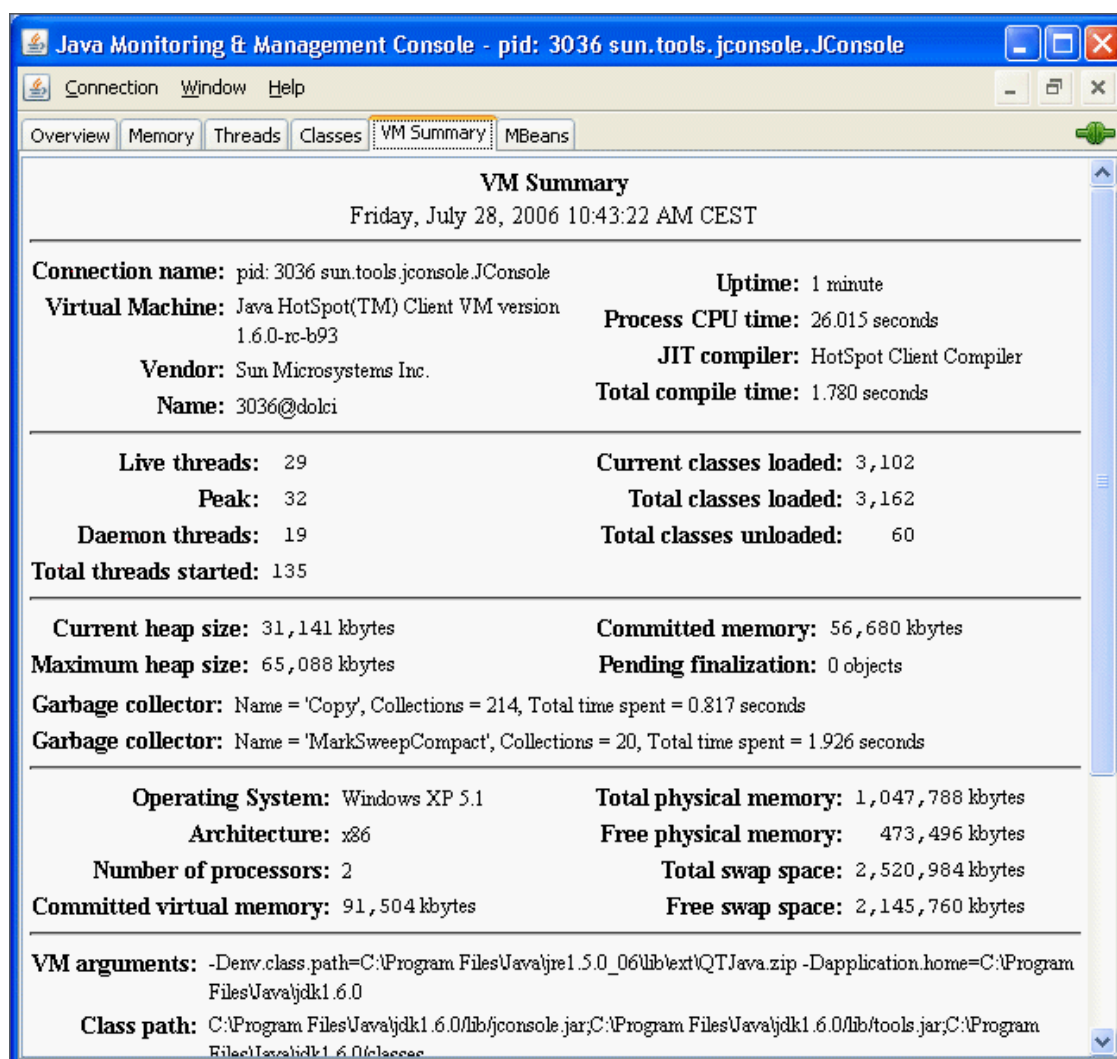 Java Monitoring & Management Console - pid: 3036 sun.tools.jconsole.JConsole
Connection Window Help
Overview Memory Threads Classes VM Summary MBeans
VM Summary
Friday, July 28, 2006 10:43:22 AM CEST
Connection name: pid: 3036 sun.tools.jconsole.JConsole
Virtual Machine: Java HotSpot(TM) Client VM version
1.6.0-rc-b93
Vendor: Sun Microsystems Inc.
Name: 3036@dolci
Uptime: 1 minute
Process CPU time: 26.015 seconds
JIT compiler: HotSpot Client Compiler
Total compile time: 1.780 seconds
Live threads: 29
Peak: 32
Daemon threads: 19
Total threads started: 135
Current classes loaded: 3,102
Total classes loaded: 3,162
Total classes unloaded: 60
Current heap size: 31,141 kbytes
Maximum heap size: 65,088 kbytes
Committed memory: 56,680 kbytes
Pending finalization: 0 objects
Garbage collector: Name = 'Copy', Collections = 214, Total time spent = 0.817 seconds
Garbage collector: Name = 'MarkSweepCompact', Collections = 20, Total time spent = 1.926 seconds
Operating System: Windows XP 5.1
Architecture: x86
Number of processors: 2
Committed virtual memory: 91,504 kbytes
Total physical memory: 1,047,788 kbytes
Free physical memory: 473,496 kbytes
Total swap space: 2,520,984 kbytes
Free swap space: 2,145,760 kbytes
VM arguments: -Denv.class.path=C:\Program Files\Java\jre1.5.0_06\lib\ext\QTJava.zip -Dapplication.home=C:\Program
Files\Java\jdk1.6.0
Class path: C:\Program Files\Java\jdk1.6.0/lib/jconsole.jar;C:\Program Files\Java\jdk1.6.0/lib/tools.jar;C:\Program
Files\Java\jdk1.6.0/classes